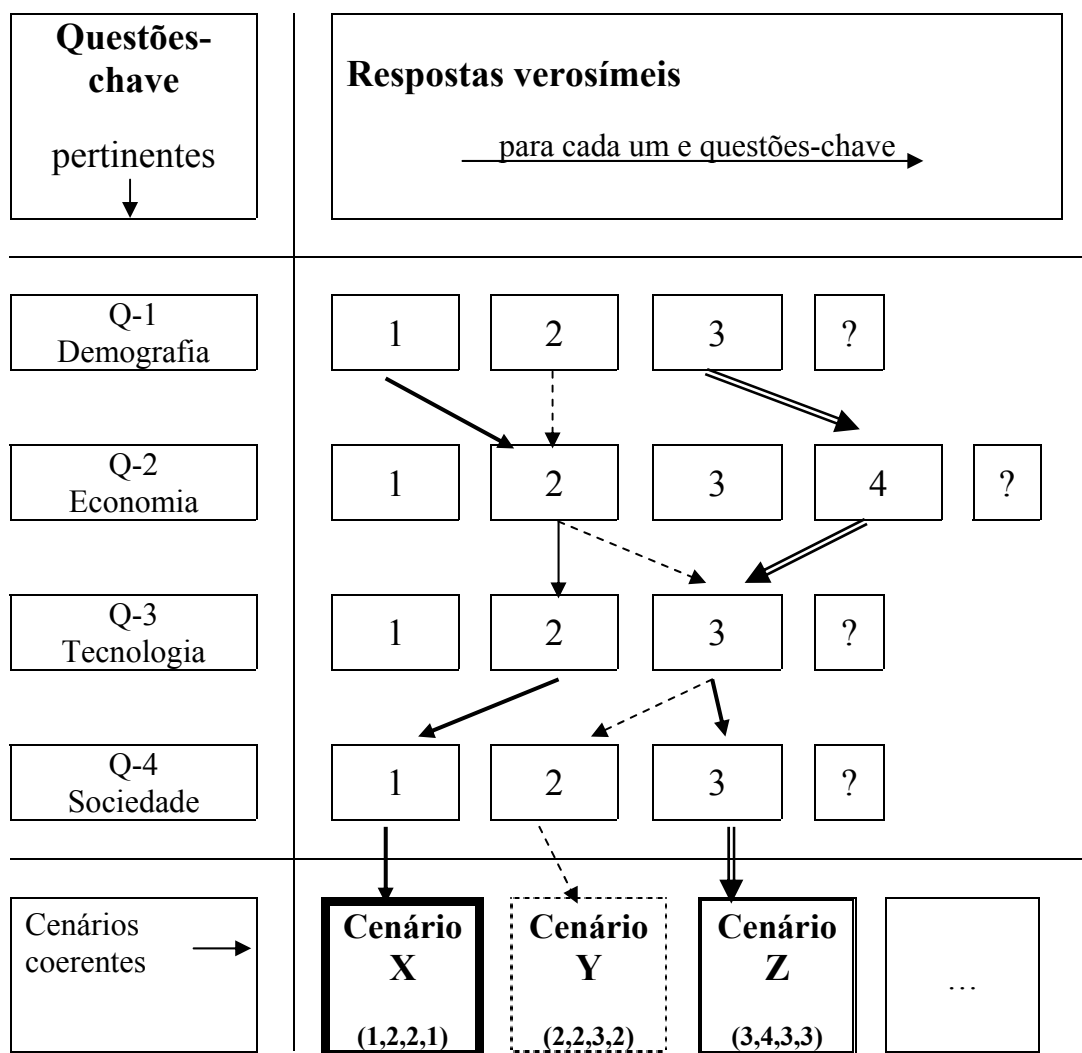 Questões-
chave
pertinentes
Respostas verosímeis
para cada um e questões-chave
Q-1
Demografia
1 2 3 ?
Q-2
Economia
1 2 3 4 ?
Q-3
Tecnologia
1 2 3 ?
Q-4
Sociedade
1 2 3 ?
Cenários
coerentes
Cenário
X
(1,2,2,1)
Cenário
Y
(2,2,3,2)
Cenário
Z
(3,4,3,3)
…